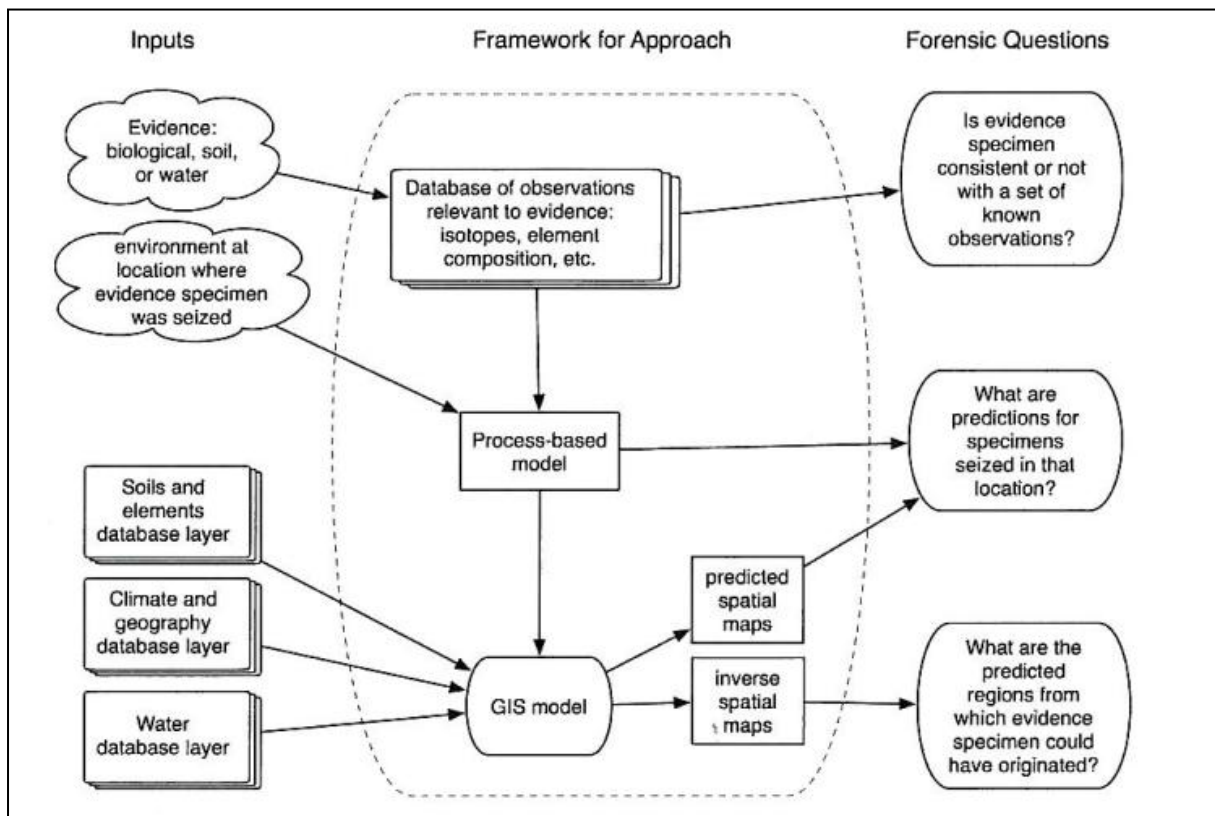 Inputs
Framework for Approach
Forensic Questions
Evidence:
biological, soil,
or water
environment at
location where
evidence specimen
was seized
Soils and
elements
database layer
Climate and
geography
database layer
Water
database layer
Database of observations
relevant to evidence:
isotopes, element
composition, etc.
Process-based
model
GIS model
predicted
spatial
maps
inverse
spatial
maps
Is evidence
specimen
consistent or not
with a set of
known
observations?
What are
predictions for
specimens
seized in that
location?
What are the
predicted
regions from
which evidence
specimen could
have originated?